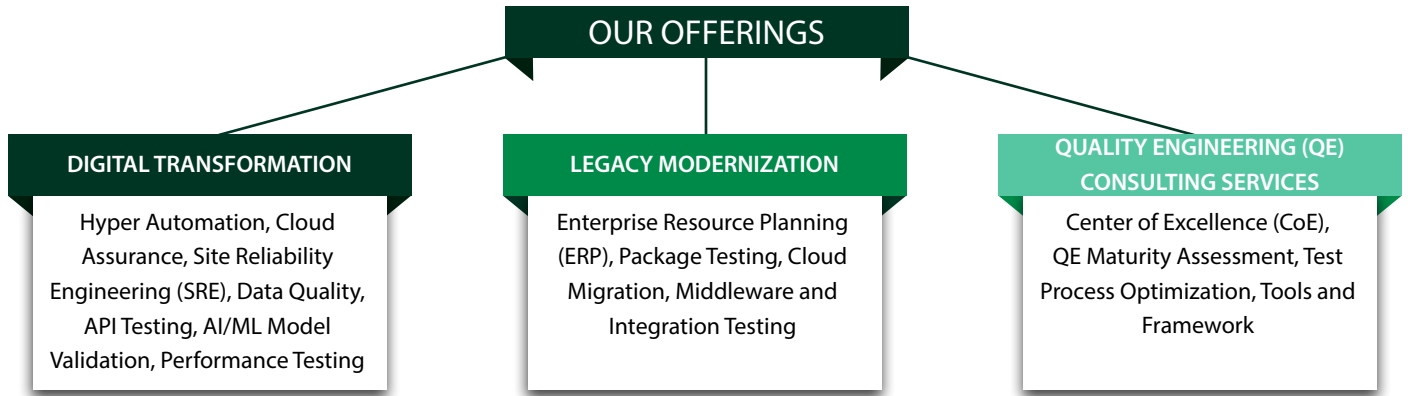 OUR OFFERINGS
DIGITAL TRANSFORMATION
Hyper Automation, Cloud
Assurance, Site Reliability
Engineering (SRE), Data Quality,
API Testing, AI/ML Model
Validation, Performance Testing
LEGACY MODERNIZATION
Enterprise Resource Planning
(ERP), Package Testing, Cloud
Migration, Middleware and
Integration Testing
QUALITY ENGINEERING (QE)
CONSULTING SERVICES
Center of Excellence (CoE),
QE Maturity Assessment, Test
Process Optimization, Tools and
Framework